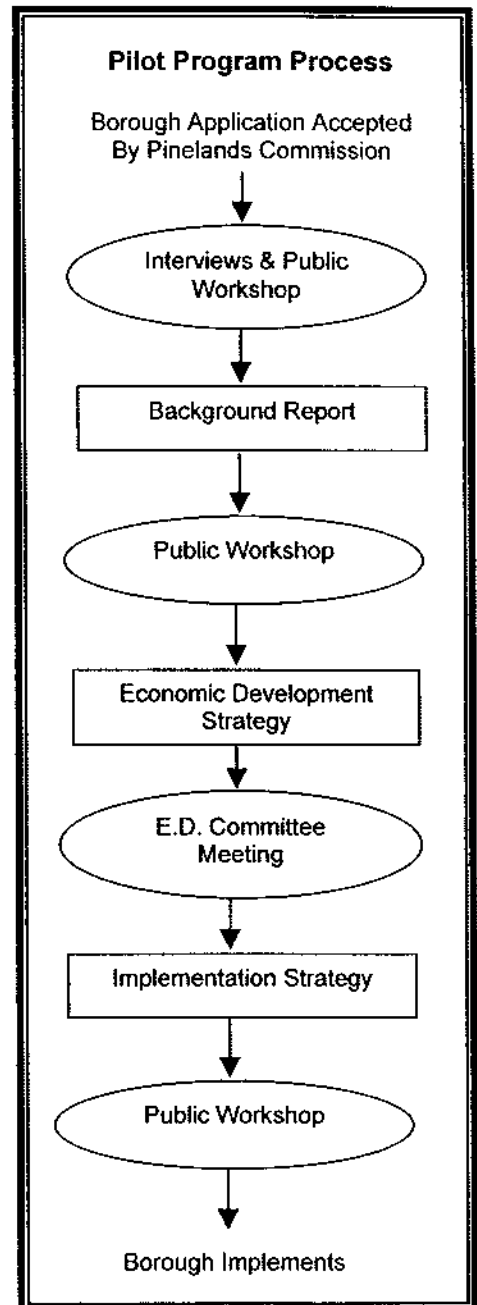 Pilot Program Process
Borough Application Accepted
By Pinelands Commission
Interviews & Public
Workshop
Background Report
Public Workshop
Economic Development
Strategy
E.D. Committee
Meeting
Implementation Strategy
Public Workshop
Borough Implements